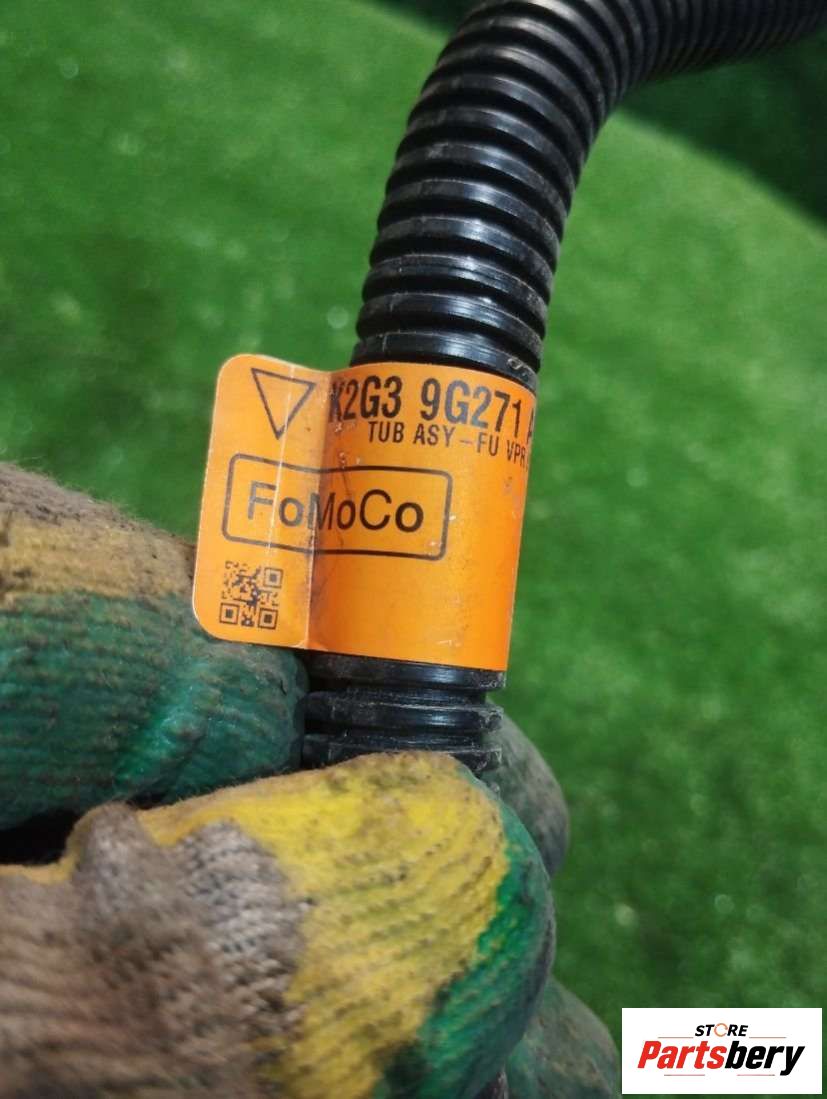 K2G3 9G271 A
TUB ASY-FU VPR
FoMoCo
STORE
Partsbery